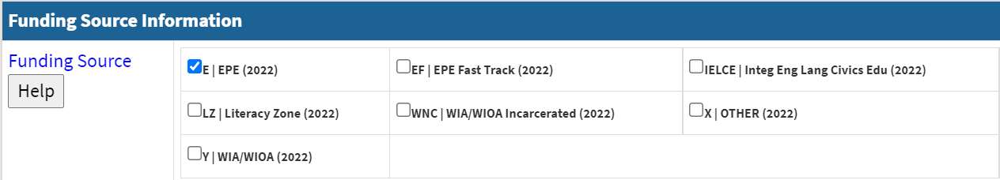 Funding Source Information
Funding Source
Help
E | EPE (2022)
EF | EPE Fast Track (2022)
IELCE | Integ Eng Lang Civics Edu (2022)
LZ | Literacy Zone (2022)
WNC | WIA/WIOA Incarcerated (2022)
X | OTHER (2022)
Y | WIA/WIOA (2022)